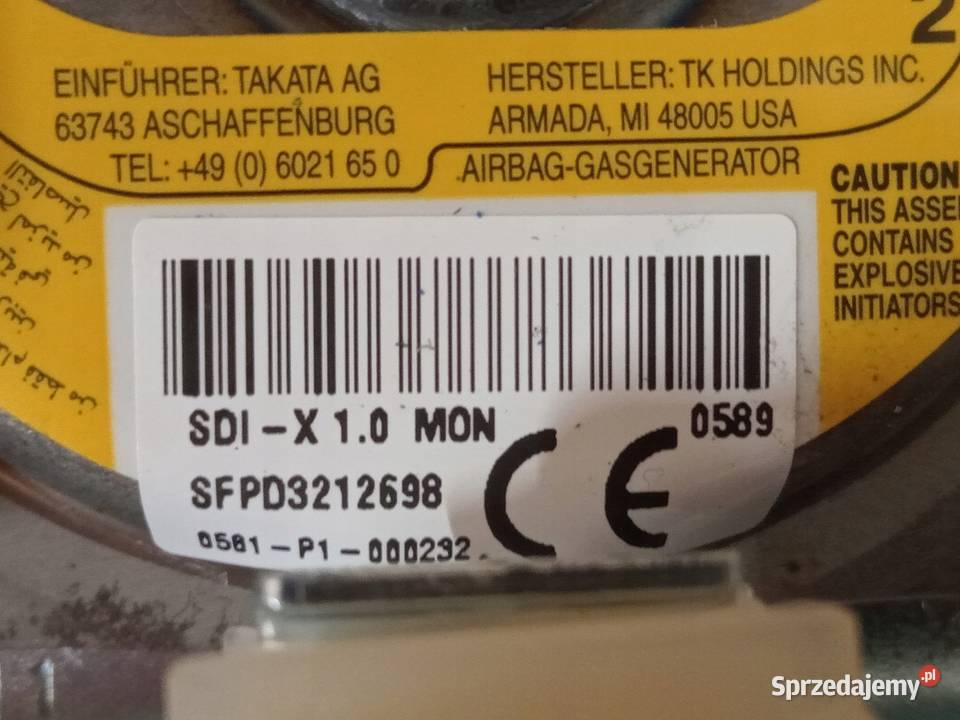 2
EINFÜHRER: TAKATA AG
63743 ASCHAFFENBURG
TEL: +49 (0) 6021 65 0
HERSTELLER: TK HOLDINGS INC.
ARMADA, MI 48005 USA
AIRBAG-GASGENERATOR
CAUTION
THIS ASSE
CONTAINS
EXPLOSIVE
INITIATORS
SDI-X 1.0 MON
0589
SFPD3212698
CE
0581-P1-000232
Sprzedajemy.pl